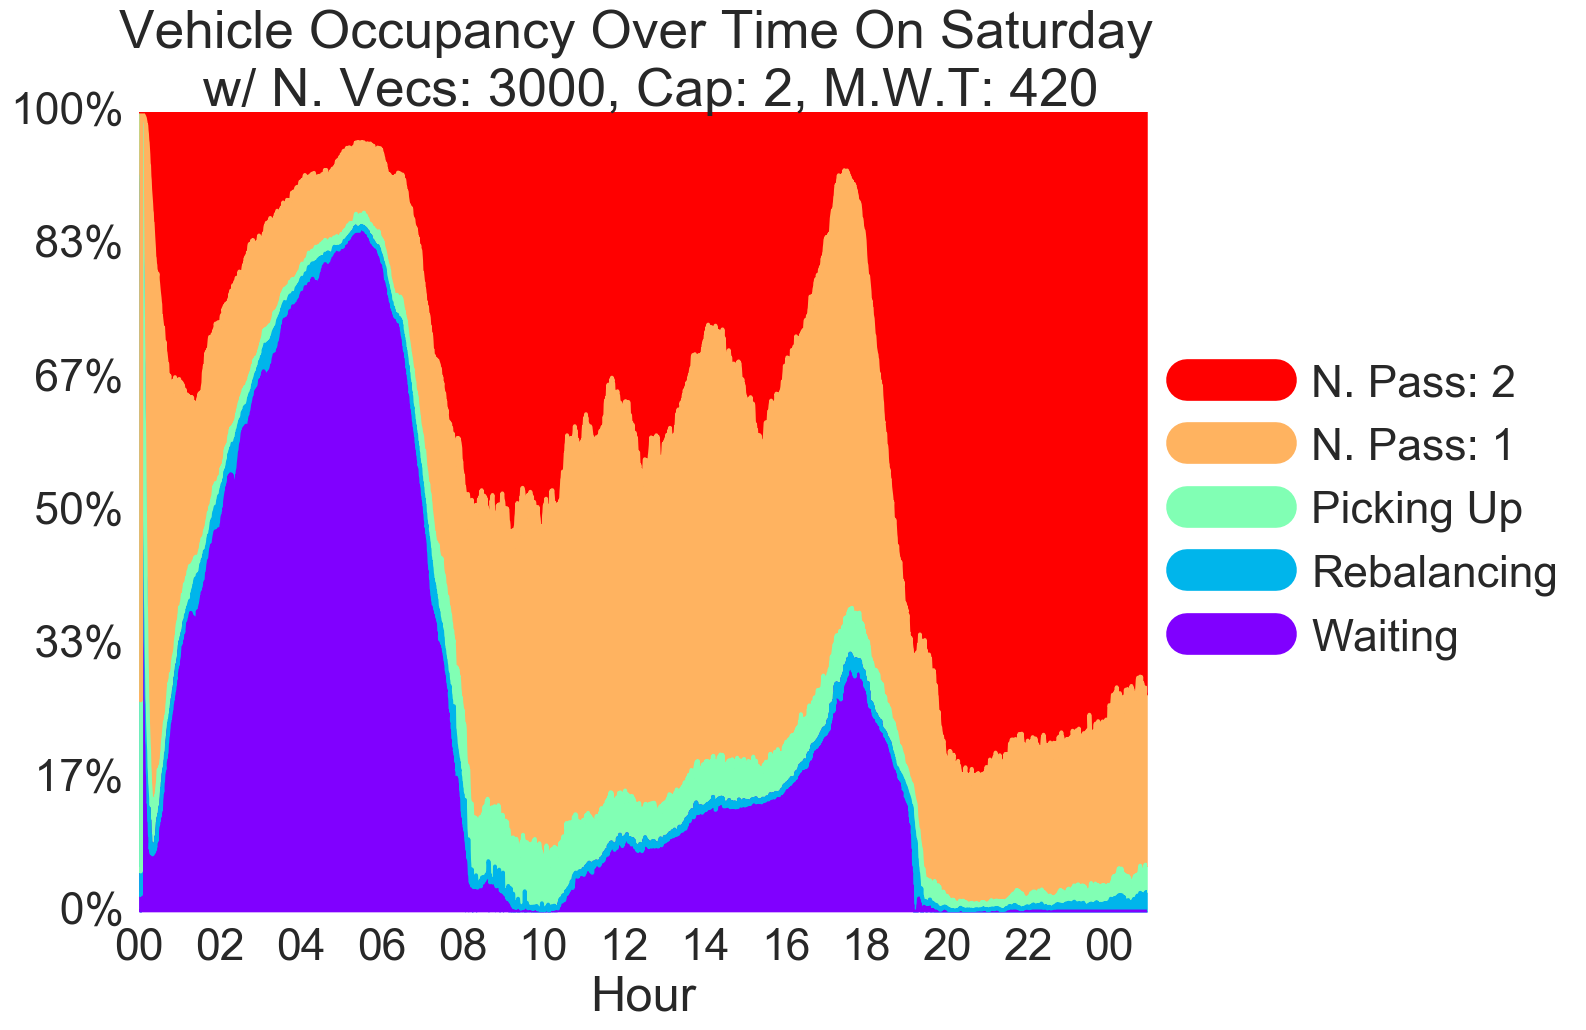 Vehicle Occupancy Over Time On Saturday
w/ N. Vecs: 3000, Cap: 2, M.W.T: 420
100%
83%
67%
50%
33%
17%
0%
00 02 04 06 08 10 12 14 16 18 20 22 00
Hour
N. Pass: 2
N. Pass: 1
Picking Up
Rebalancing
Waiting